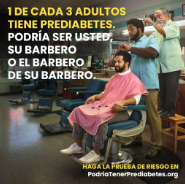 1 DE CADA 3 ADULTOS
TIENE PREDIABETES.
PODRÍA SER USTED,
SU BARBERO
O EL BARBERO
DE SU BARBERO.
HAGA LA PRUEBA DE RIESGO EN
PodriaTenerPrediabetes.org